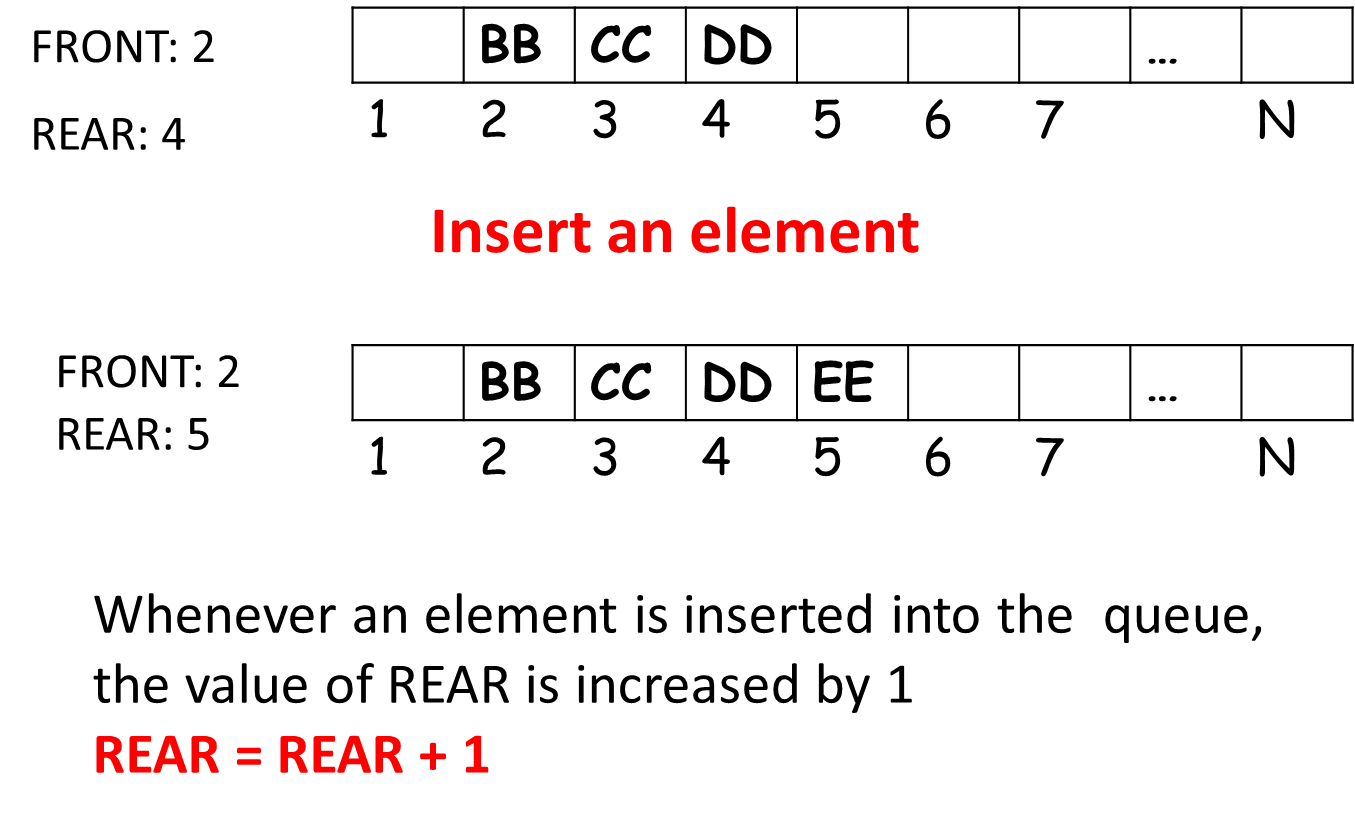 FRONT: 2
BB CC DD ...
REAR: 4
1 2 3 4 5 6 7 N
Insert an element
FRONT: 2
BB CC DD EE ...
REAR: 5
1 2 3 4 5 6 7 N
Whenever an element is inserted into the queue,
the value of REAR is increased by 1
REAR = REAR + 1